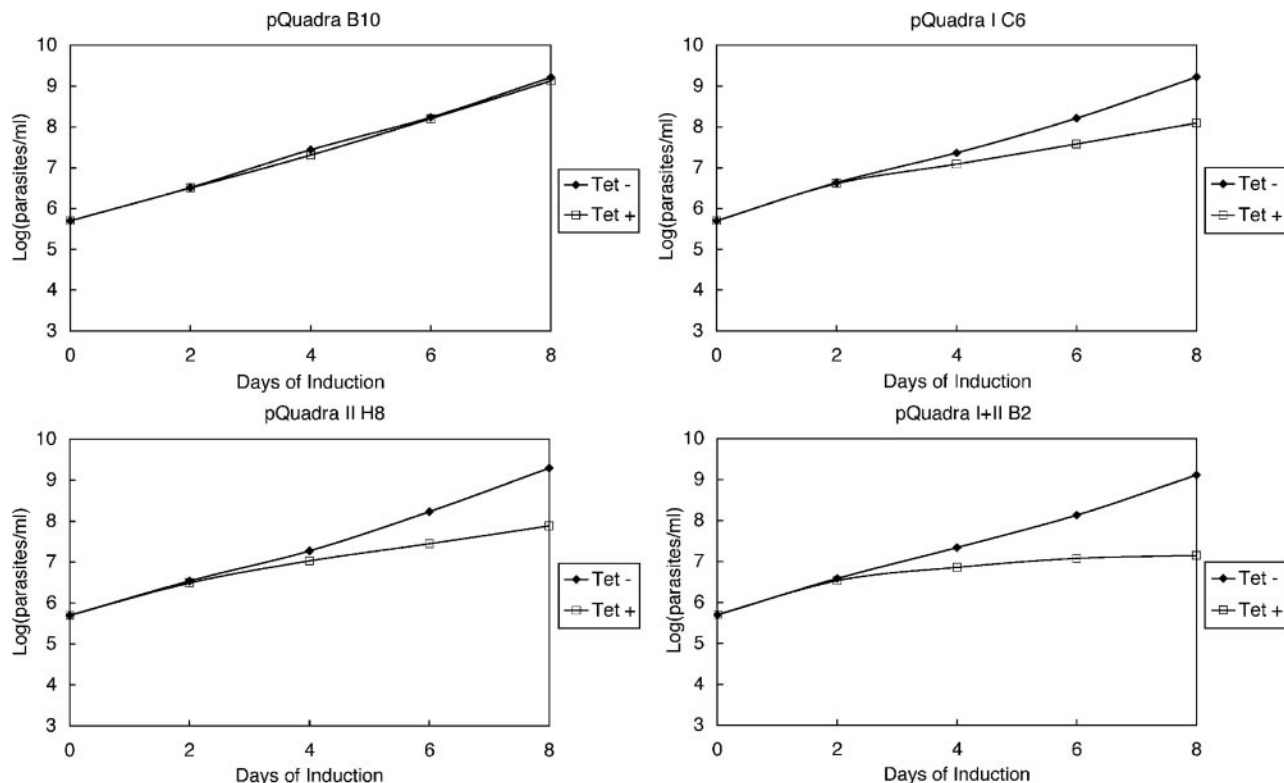 pQuadra B10
10
9
8
7
6
5
4
3
Log(parasites/ml)
0 2 4 6 8
Days of Induction
Tet -
Tet +
pQuadra I C6
10
9
8
7
6
5
4
3
Log(parasites/ml)
0 2 4 6 8
Days of Induction
Tet -
Tet +
pQuadra II H8
10
9
8
7
6
5
4
3
Log(parasites/ml)
0 2 4 6 8
Days of Induction
Tet -
Tet +
pQuadra I+II B2
10
9
8
7
6
5
4
3
Log(parasites/ml)
0 2 4 6 8
Days of Induction
Tet -
Tet +